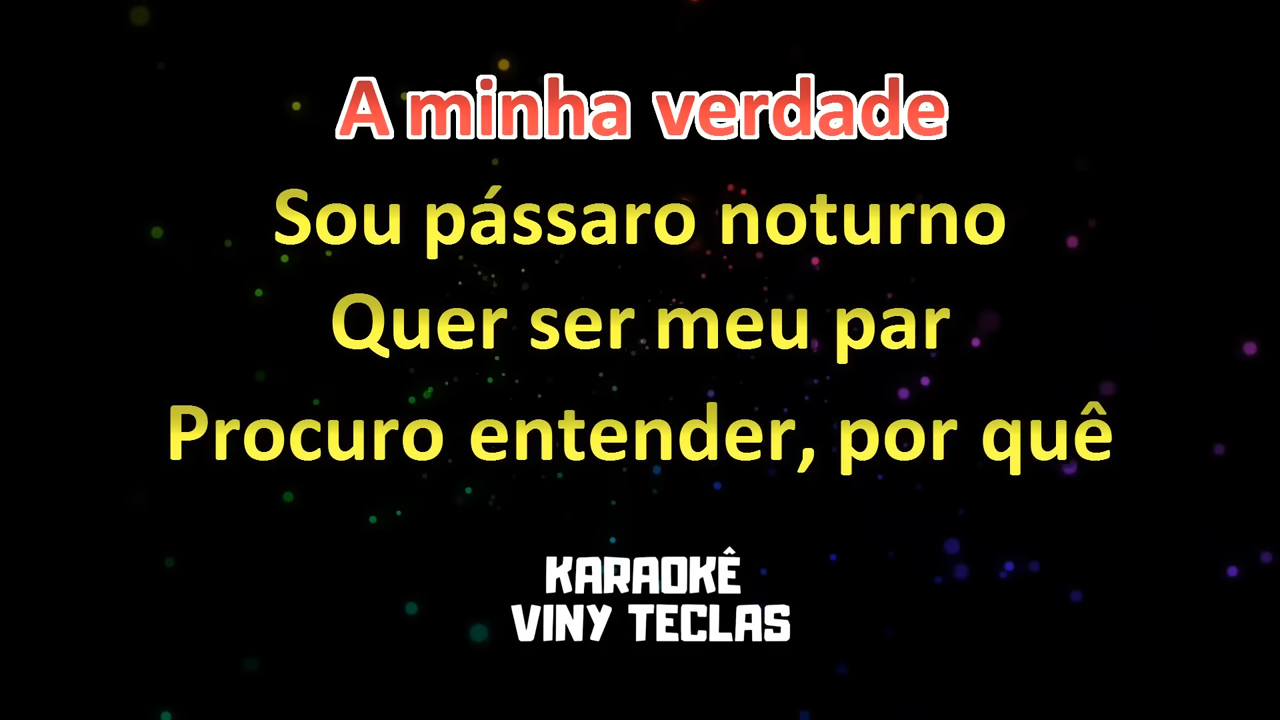 A minha verdade
Sou pássaro noturno
Quer ser meu par
Procuro entender, por quê
KARAOKÊ
VINY TECLAS